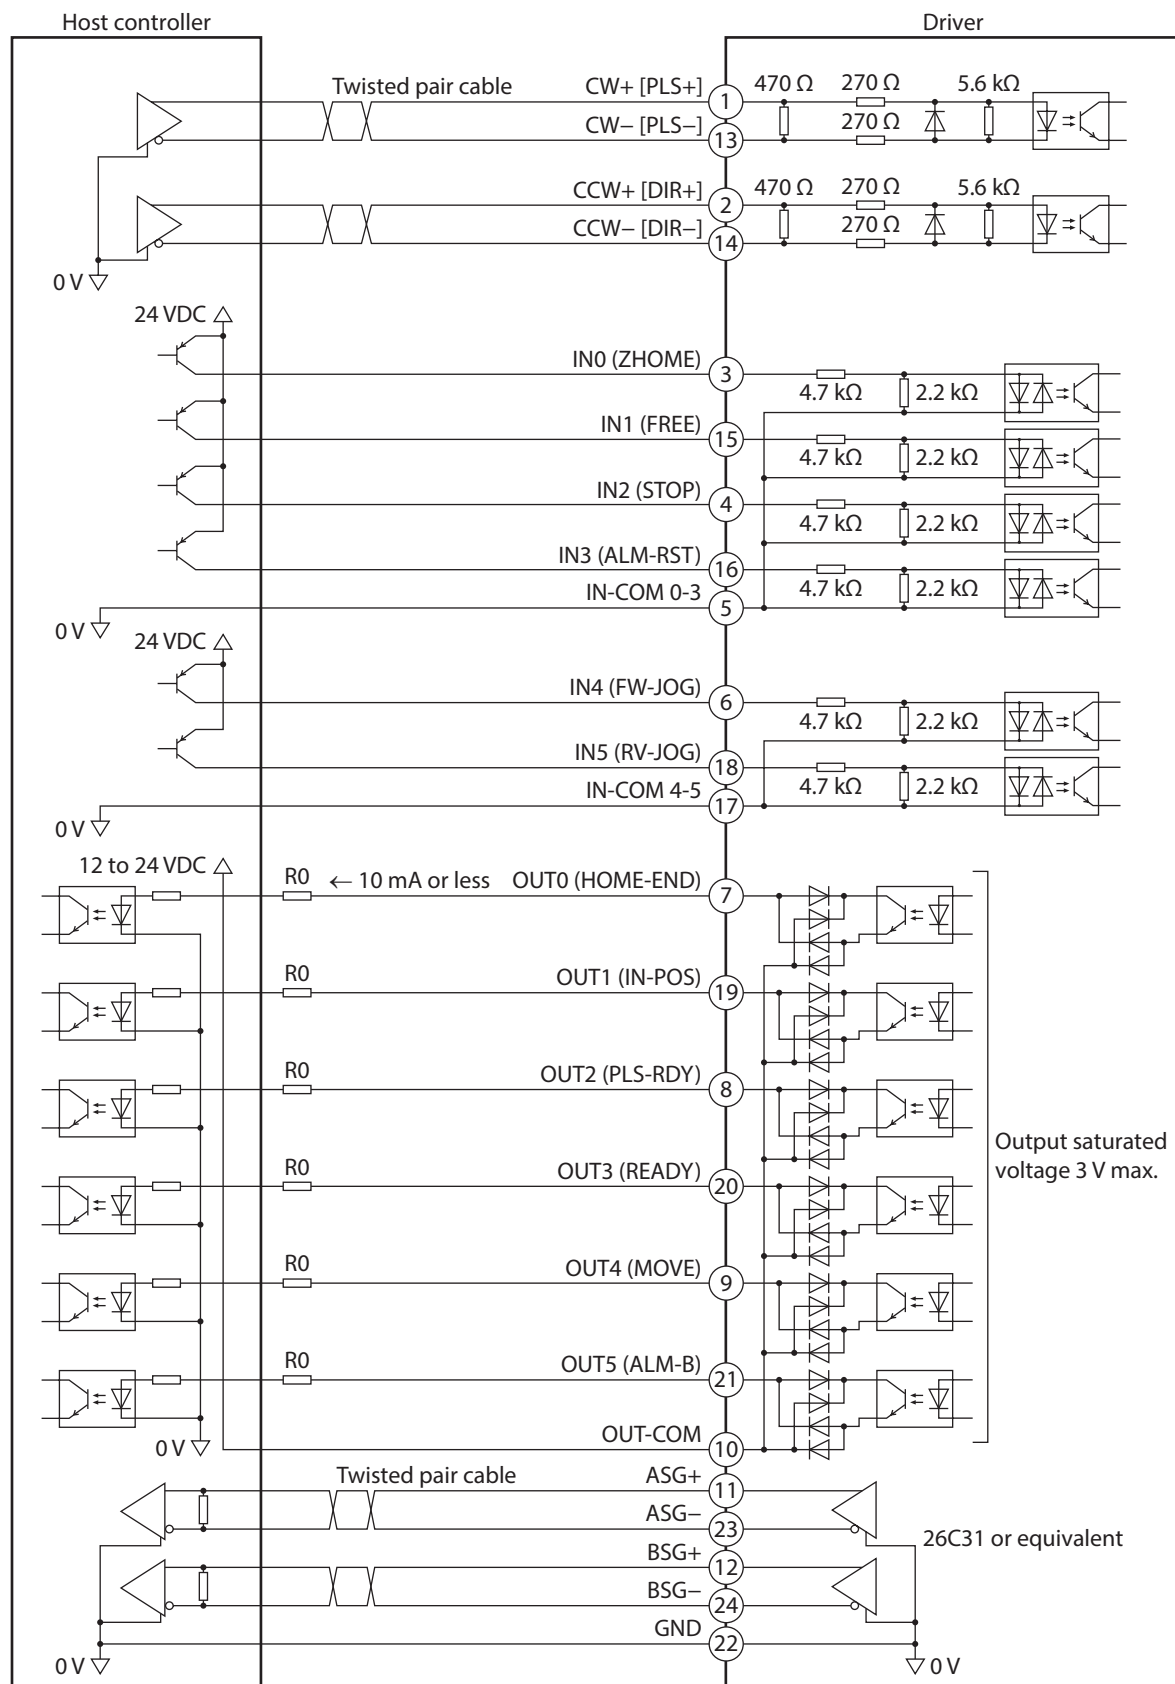 Host controller
Driver
Twisted pair cable
CW+ [PLS+]
1
470 Ω
270 Ω
5.6 kΩ
CW− [PLS−]
13
270 Ω
CCW+ [DIR+]
2
470 Ω
270 Ω
5.6 kΩ
CCW− [DIR−]
14
270 Ω
0 V
24 VDC
IN0 (ZHOME)
3
4.7 kΩ
2.2 kΩ
IN1 (FREE)
15
4.7 kΩ
2.2 kΩ
IN2 (STOP)
4
4.7 kΩ
2.2 kΩ
IN3 (ALM-RST)
16
4.7 kΩ
2.2 kΩ
IN-COM 0-3
5
0 V
24 VDC
IN4 (FW-JOG)
6
4.7 kΩ
2.2 kΩ
IN5 (RV-JOG)
18
4.7 kΩ
2.2 kΩ
IN-COM 4-5
17
0 V
12 to 24 VDC
R0
← 10 mA or less
OUT0 (HOME-END)
7
R0
OUT1 (IN-POS)
19
R0
OUT2 (PLS-RDY)
8
Output saturated
voltage 3 V max.
R0
OUT3 (READY)
20
R0
OUT4 (MOVE)
9
R0
OUT5 (ALM-B)
21
0 V
OUT-COM
10
Twisted pair cable
ASG+
11
ASG−
23
26C31 or equivalent
BSG+
12
BSG−
24
GND
22
0 V
0 V